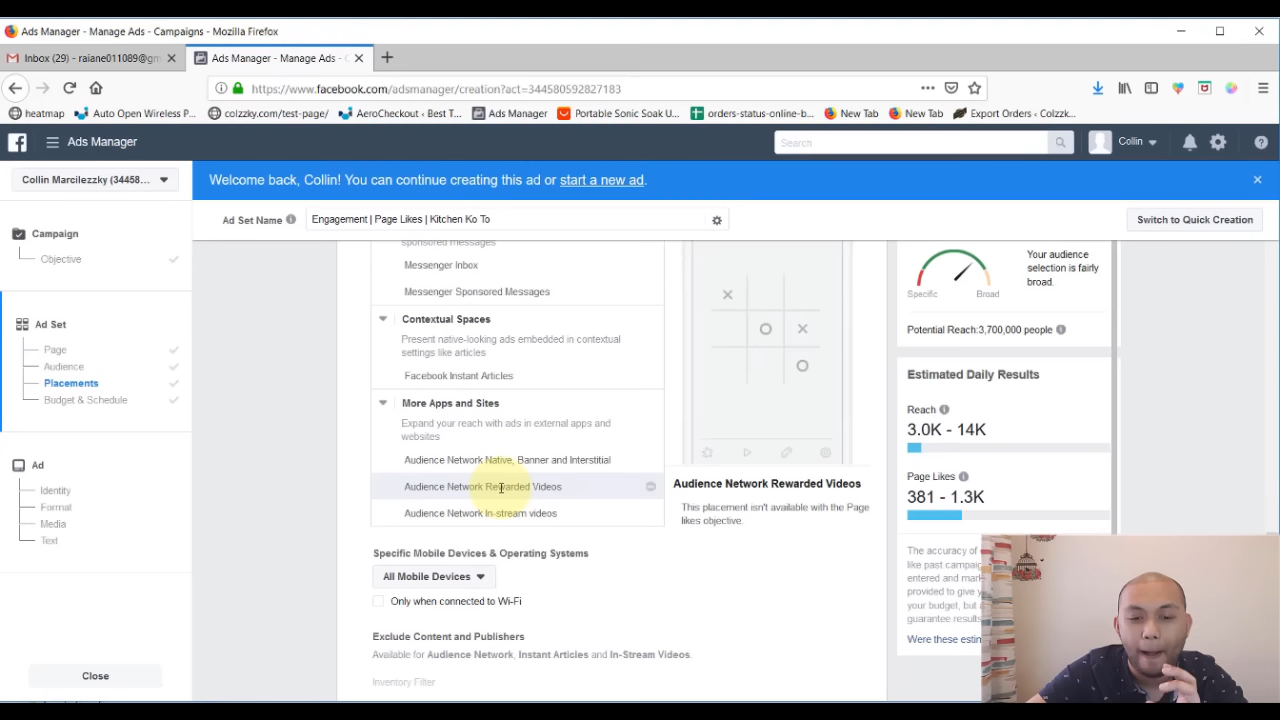 Ads Manager - Manage Ads - Campaigns - Mozilla Firefox
Inbox (29) - raiane011089@gm
Ads Manager - Manage Ads -
https://www.facebook.com/adsmanager/creation?act=344580592827183
heatmap
Auto Open Wireless P...
colzzky.com/test-page/
AeroCheckout ‹ Best T...
Ads Manager
Portable Sonic Soak U...
orders-status-online-b...
New Tab
New Tab
Export Orders ‹ Colzzk...
Ads Manager
Search
Collin
Collin Marcilezzky (34458...
Welcome back, Collin! You can continue creating this ad or start a new ad.
Ad Set Name
Engagement | Page Likes | Kitchen Ko To
Switch to Quick Creation
Campaign
Objective
Ad Set
Page
Audience
Placements
Budget & Schedule
Ad
Identity
Format
Media
Text
Close
sponsored messages
Messenger Inbox
Messenger Sponsored Messages
Contextual Spaces
Present native-looking ads embedded in contextual
settings like articles
Facebook Instant Articles
More Apps and Sites
Expand your reach with ads in external apps and
websites
Audience Network Native, Banner and Interstitial
Audience Network Rewarded Videos
Audience Network In-stream videos
Audience Network Rewarded Videos
This placement isn't available with the Page
likes objective.
Specific Mobile Devices & Operating Systems
All Mobile Devices
Only when connected to Wi-Fi
Exclude Content and Publishers
Available for Audience Network, Instant Articles and In-Stream Videos.
Inventory Filter
Your audience
selection is fairly
broad.
Specific
Broad
Potential Reach:3,700,000 people
Estimated Daily Results
Reach
3.0K - 14K
Page Likes
381 - 1.3K
The accuracy of
like past campaig
entered and mark
provided to give y
your budget, but
guarantee results
Were these estin